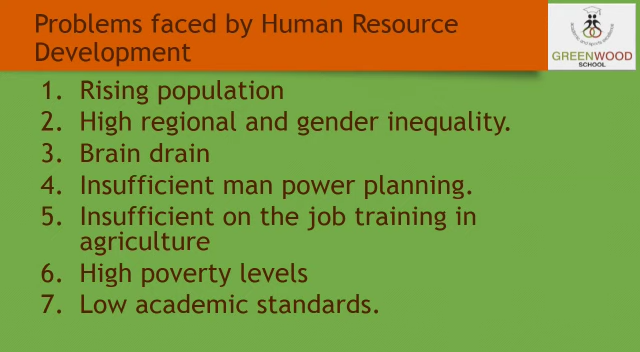 Problems faced by Human Resource
Development
GREENWOOD
SCHOOL
1. Rising population
2. High regional and gender inequality.
3. Brain drain
4. Insufficient man power planning.
5. Insufficient on the job training in
agriculture
6. High poverty levels
7. Low academic standards.